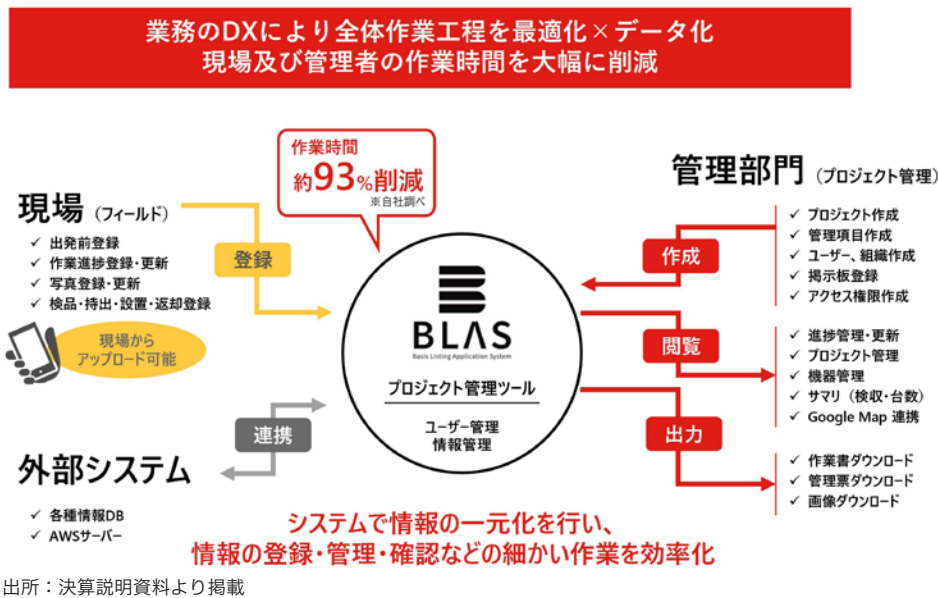 業務のDXにより全体作業工程を最適化×データ化
現場及び管理者の作業時間を大幅に削減
作業時間
約93%削減
※自社調べ
現場（フィールド）
✓ 出発前登録
✓ 作業進捗登録・更新
✓ 写真登録・更新
✓ 検品・持出・設置・返却登録
現場から
アップロード可能
登録
連携
外部システム
✓ 各種情報DB
✓ AWSサーバー
BLAS
Basis Listing Application System
プロジェクト管理ツール
ユーザー管理
情報管理
管理部門（プロジェクト管理）
作成
✓ プロジェクト作成
✓ 管理項目作成
✓ ユーザー、組織作成
✓ 掲示板登録
✓ アクセス権限作成
閲覧
✓ 進捗管理・更新
✓ プロジェクト管理
✓ 機器管理
✓ サマリ（検収・台数）
✓ Google Map 連携
出力
✓ 作業書ダウンロード
✓ 管理票ダウンロード
✓ 画像ダウンロード
システムで情報の一元化を行い、
情報の登録・管理・確認などの細かい作業を効率化
出所：決算説明資料より掲載